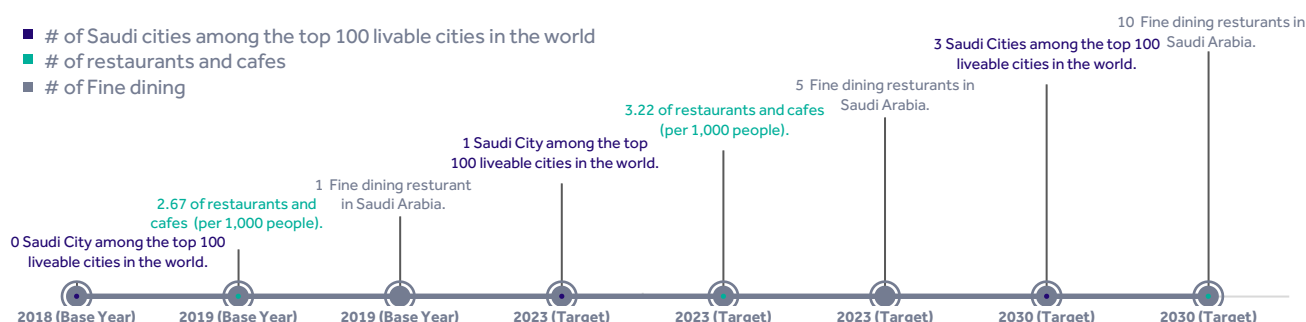 # of Saudi cities among the top 100 livable cities in the world
# of restaurants and cafes
# of Fine dining
0 Saudi City among the top 100
liveable cities in the world.
2.67 of restaurants and
cafes (per 1,000 people).
1 Fine dining resturant
in Saudi Arabia.
1 Saudi City among the top
100 liveable cities in the world.
3.22 of restaurants and cafes
(per 1,000 people).
5 Fine dining resturants in
Saudi Arabia.
3 Saudi Cities among the top 100
liveable cities in the world.
10 Fine dining resturants in
Saudi Arabia.
2018 (Base Year)
2019 (Base Year)
2019 (Base Year)
2023 (Target)
2023 (Target)
2023 (Target)
2030 (Target)
2030 (Target)